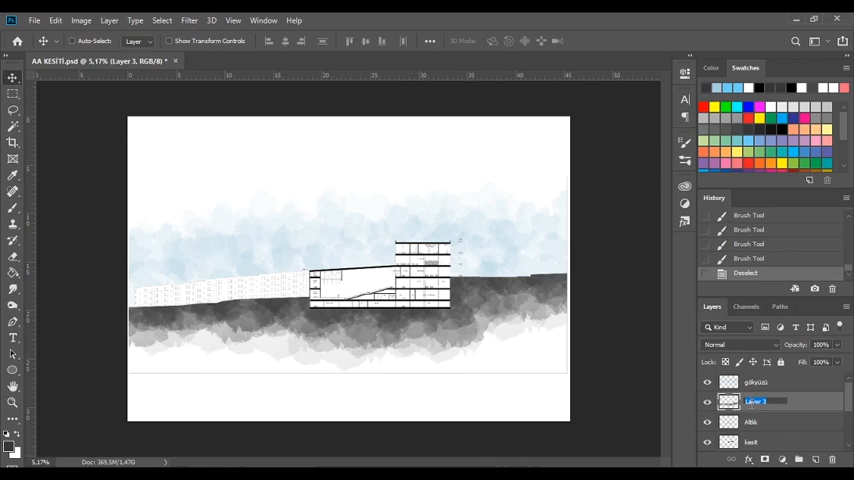 File Edit Image Layer Type Select Filter 3D View Window Help
Auto-Select: Layer Show Transform Controls 3D Mode:
AA KESİTİ.psd @ 5,17% (Layer 3, RGB/8) * ×
Color Swatches
History
Brush Tool
Brush Tool
Brush Tool
Brush Tool
Deselect
Layers Channels Paths
Kind
Normal Opacity: 100%
Lock: Fill: 100%
gökyüzü
Layer 3
Altlık
kesit
5,17% Doc: 369,5M/1,47G